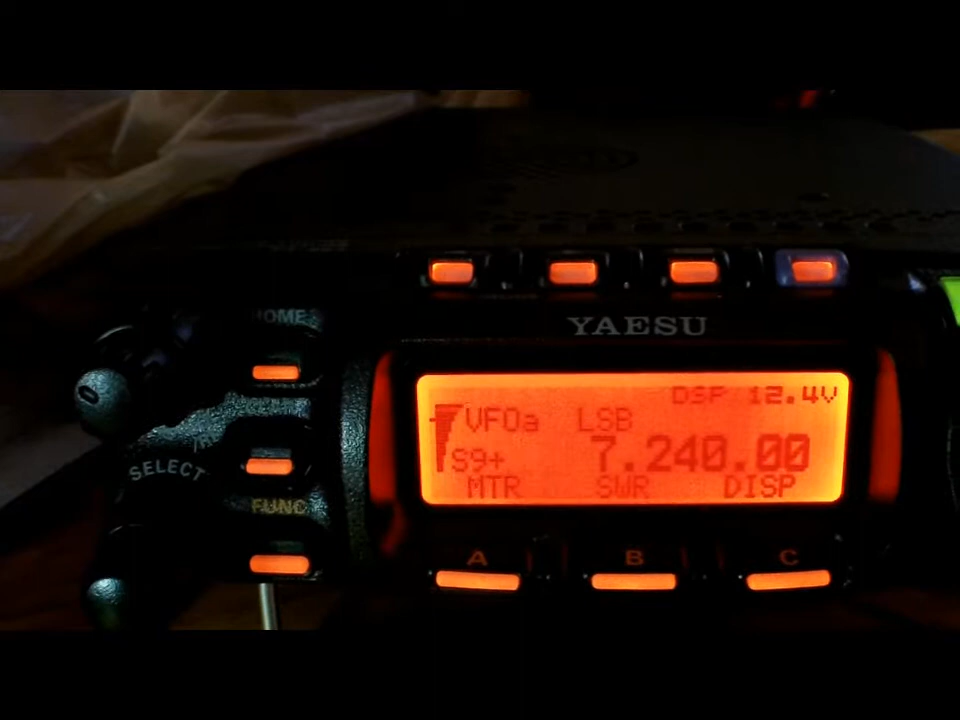 HOME
YAESU
DSP 12.4V
VFOa LSB
7.240.00
S9+
MTR SWR DISP
SELECT
FUNC
A B C